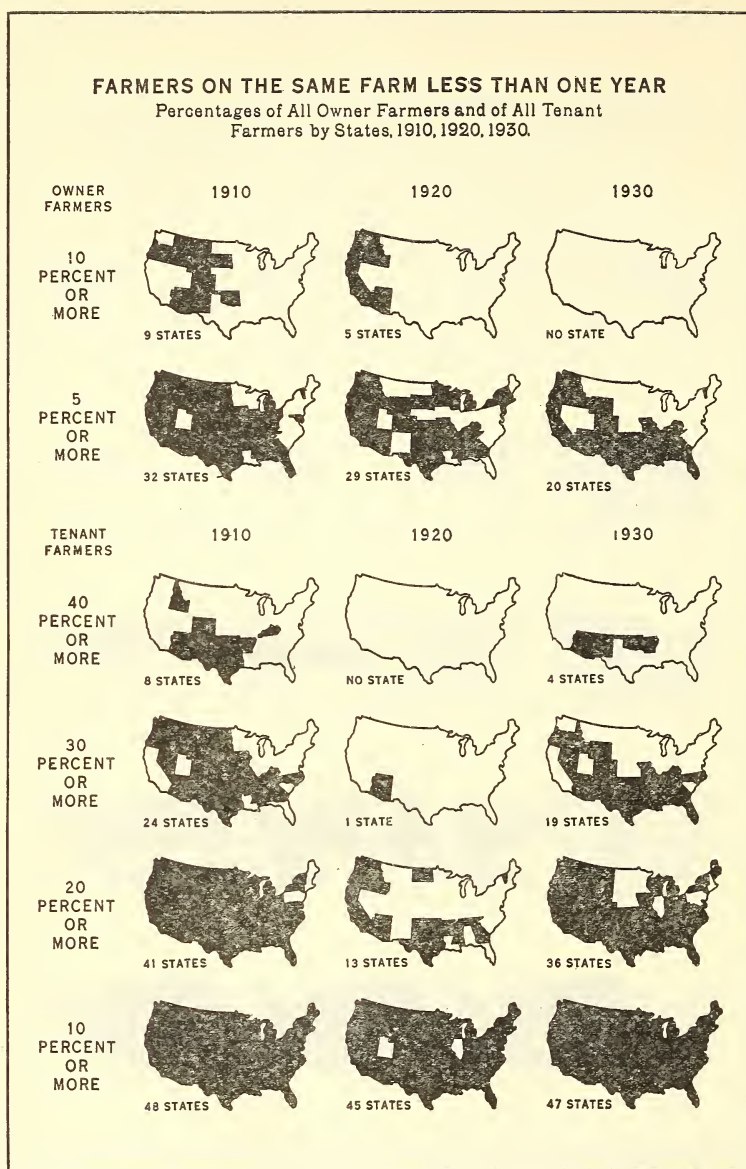 FARMERS ON THE SAME FARM LESS THAN ONE YEAR
Percentages of All Owner Farmers and of All Tenant
Farmers by States, 1910, 1920, 1930.
OWNER
FARMERS
1910
1920
1930
10
PERCENT
OR
MORE
9 STATES
5 STATES
NO STATE
5
PERCENT
OR
MORE
32 STATES
29 STATES
20 STATES
TENANT
FARMERS
1910
1920
1930
40
PERCENT
OR
MORE
8 STATES
NO STATE
4 STATES
30
PERCENT
OR
MORE
24 STATES
1 STATE
19 STATES
20
PERCENT
OR
MORE
41 STATES
13 STATES
36 STATES
10
PERCENT
OR
MORE
48 STATES
45 STATES
47 STATES